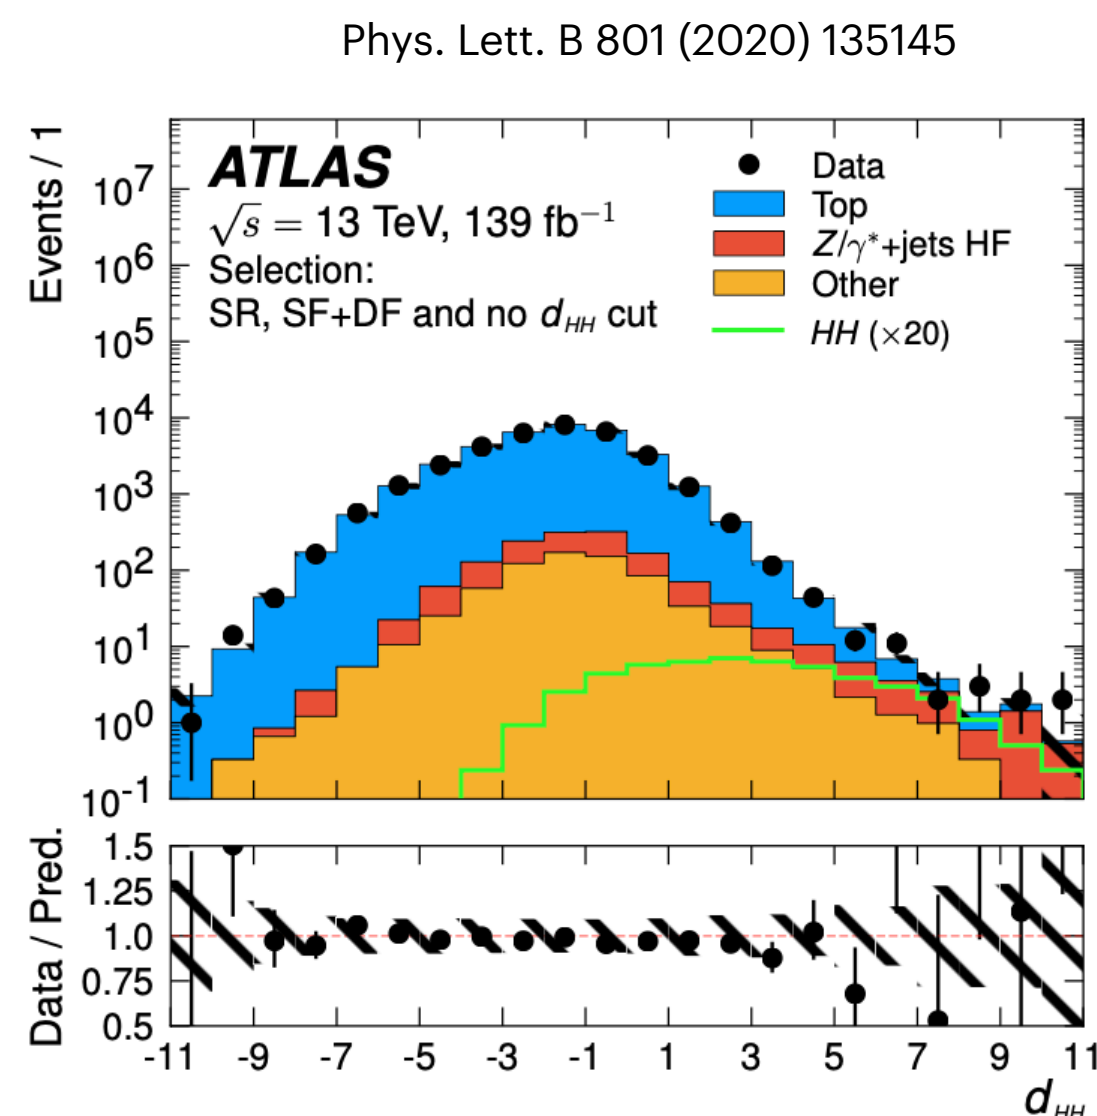 Phys. Lett. B 801 (2020) 135145
Events / 1
10⁷
10⁶
10⁵
10⁴
10³
10²
10¹
10⁰
10⁻¹
ATLAS
√s = 13 TeV, 139 fb⁻¹
Selection:
SR, SF+DF and no d_HH cut
Data
Top
Z/γ*+jets HF
Other
HH (×20)
Data / Pred.
1.5
1.25
1.0
0.75
0.5
-11 -9 -7 -5 -3 -1 1 3 5 7 9 11
d_HH